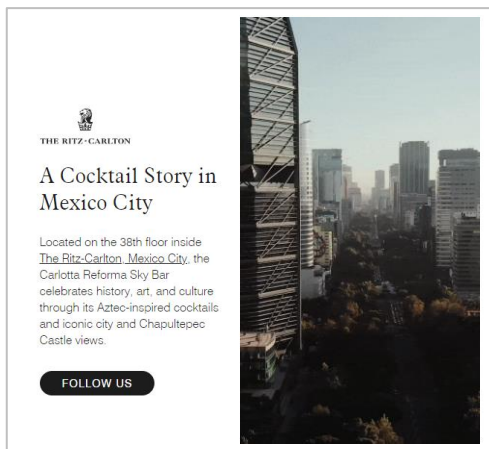 THE RITZ-CARLTON
A Cocktail Story in
Mexico City
Located on the 38th floor inside
The Ritz-Carlton, Mexico City, the
Carlotta Reforma Sky Bar
celebrates history, art, and culture
through its Aztec-inspired cocktails
and iconic city and Chapultepec
Castle views.
FOLLOW US